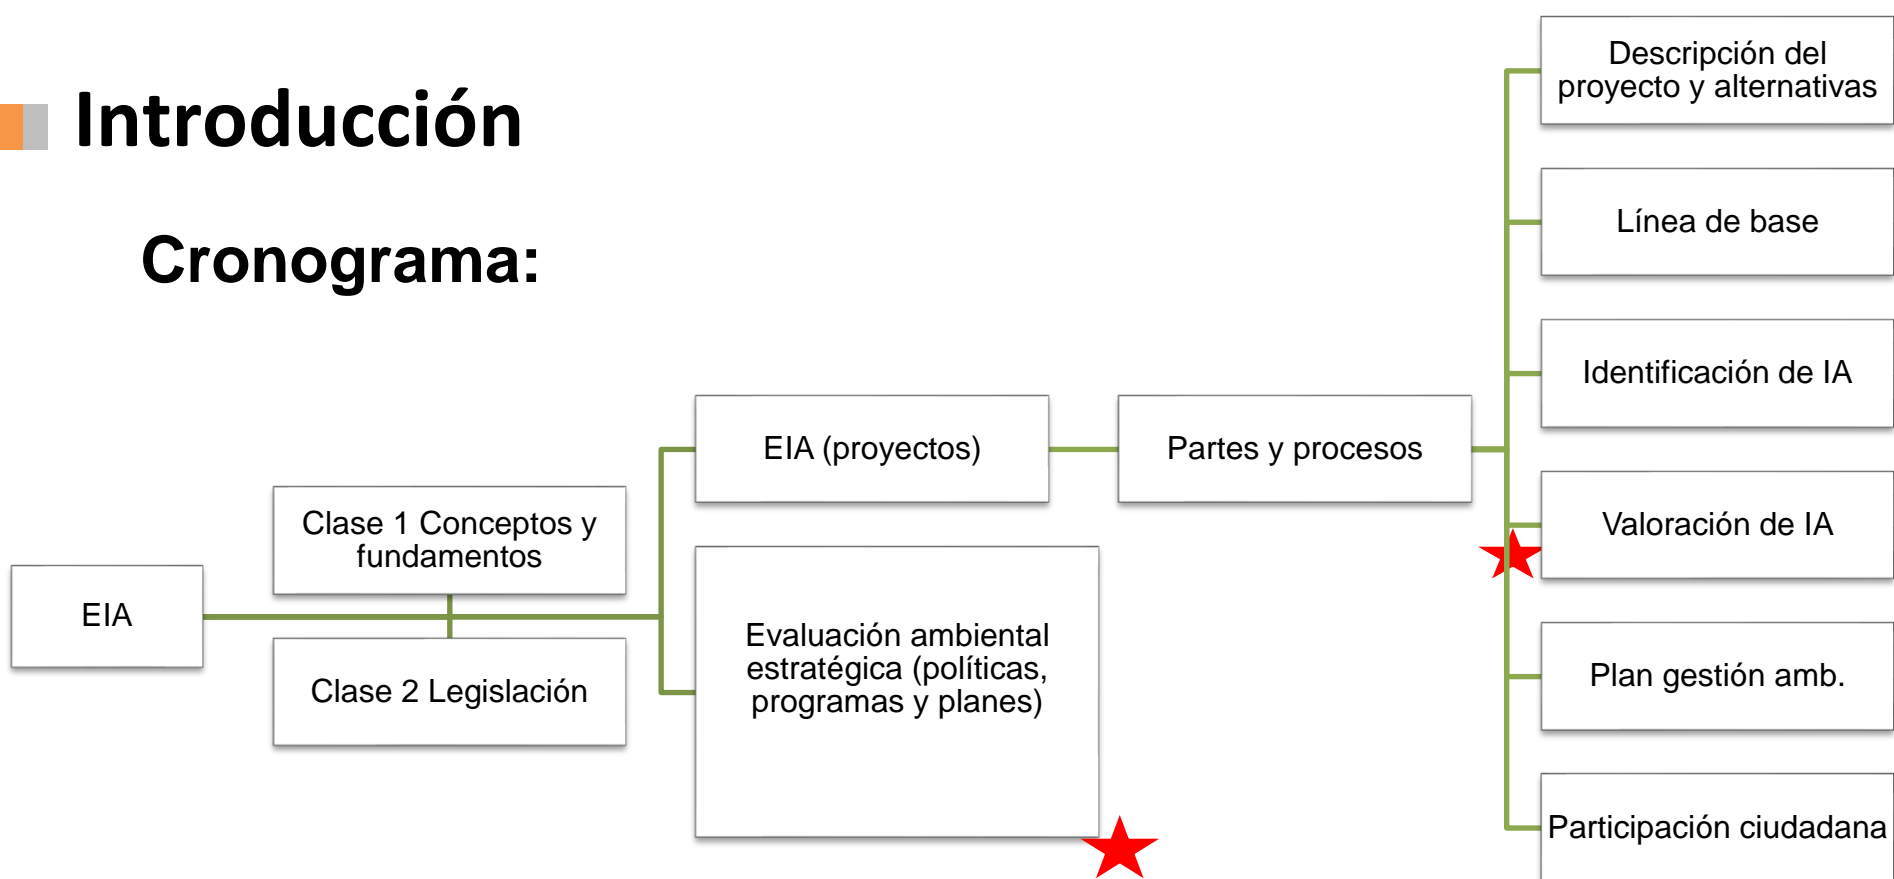 Introducción
Cronograma:
EIA
Clase 1 Conceptos y
fundamentos
Clase 2 Legislación
EIA (proyectos)
Evaluación ambiental
estratégica (políticas,
programas y planes)
Partes y procesos
Descripción del
proyecto y alternativas
Línea de base
Identificación de IA
Valoración de IA
Plan gestión amb.
Participación ciudadana